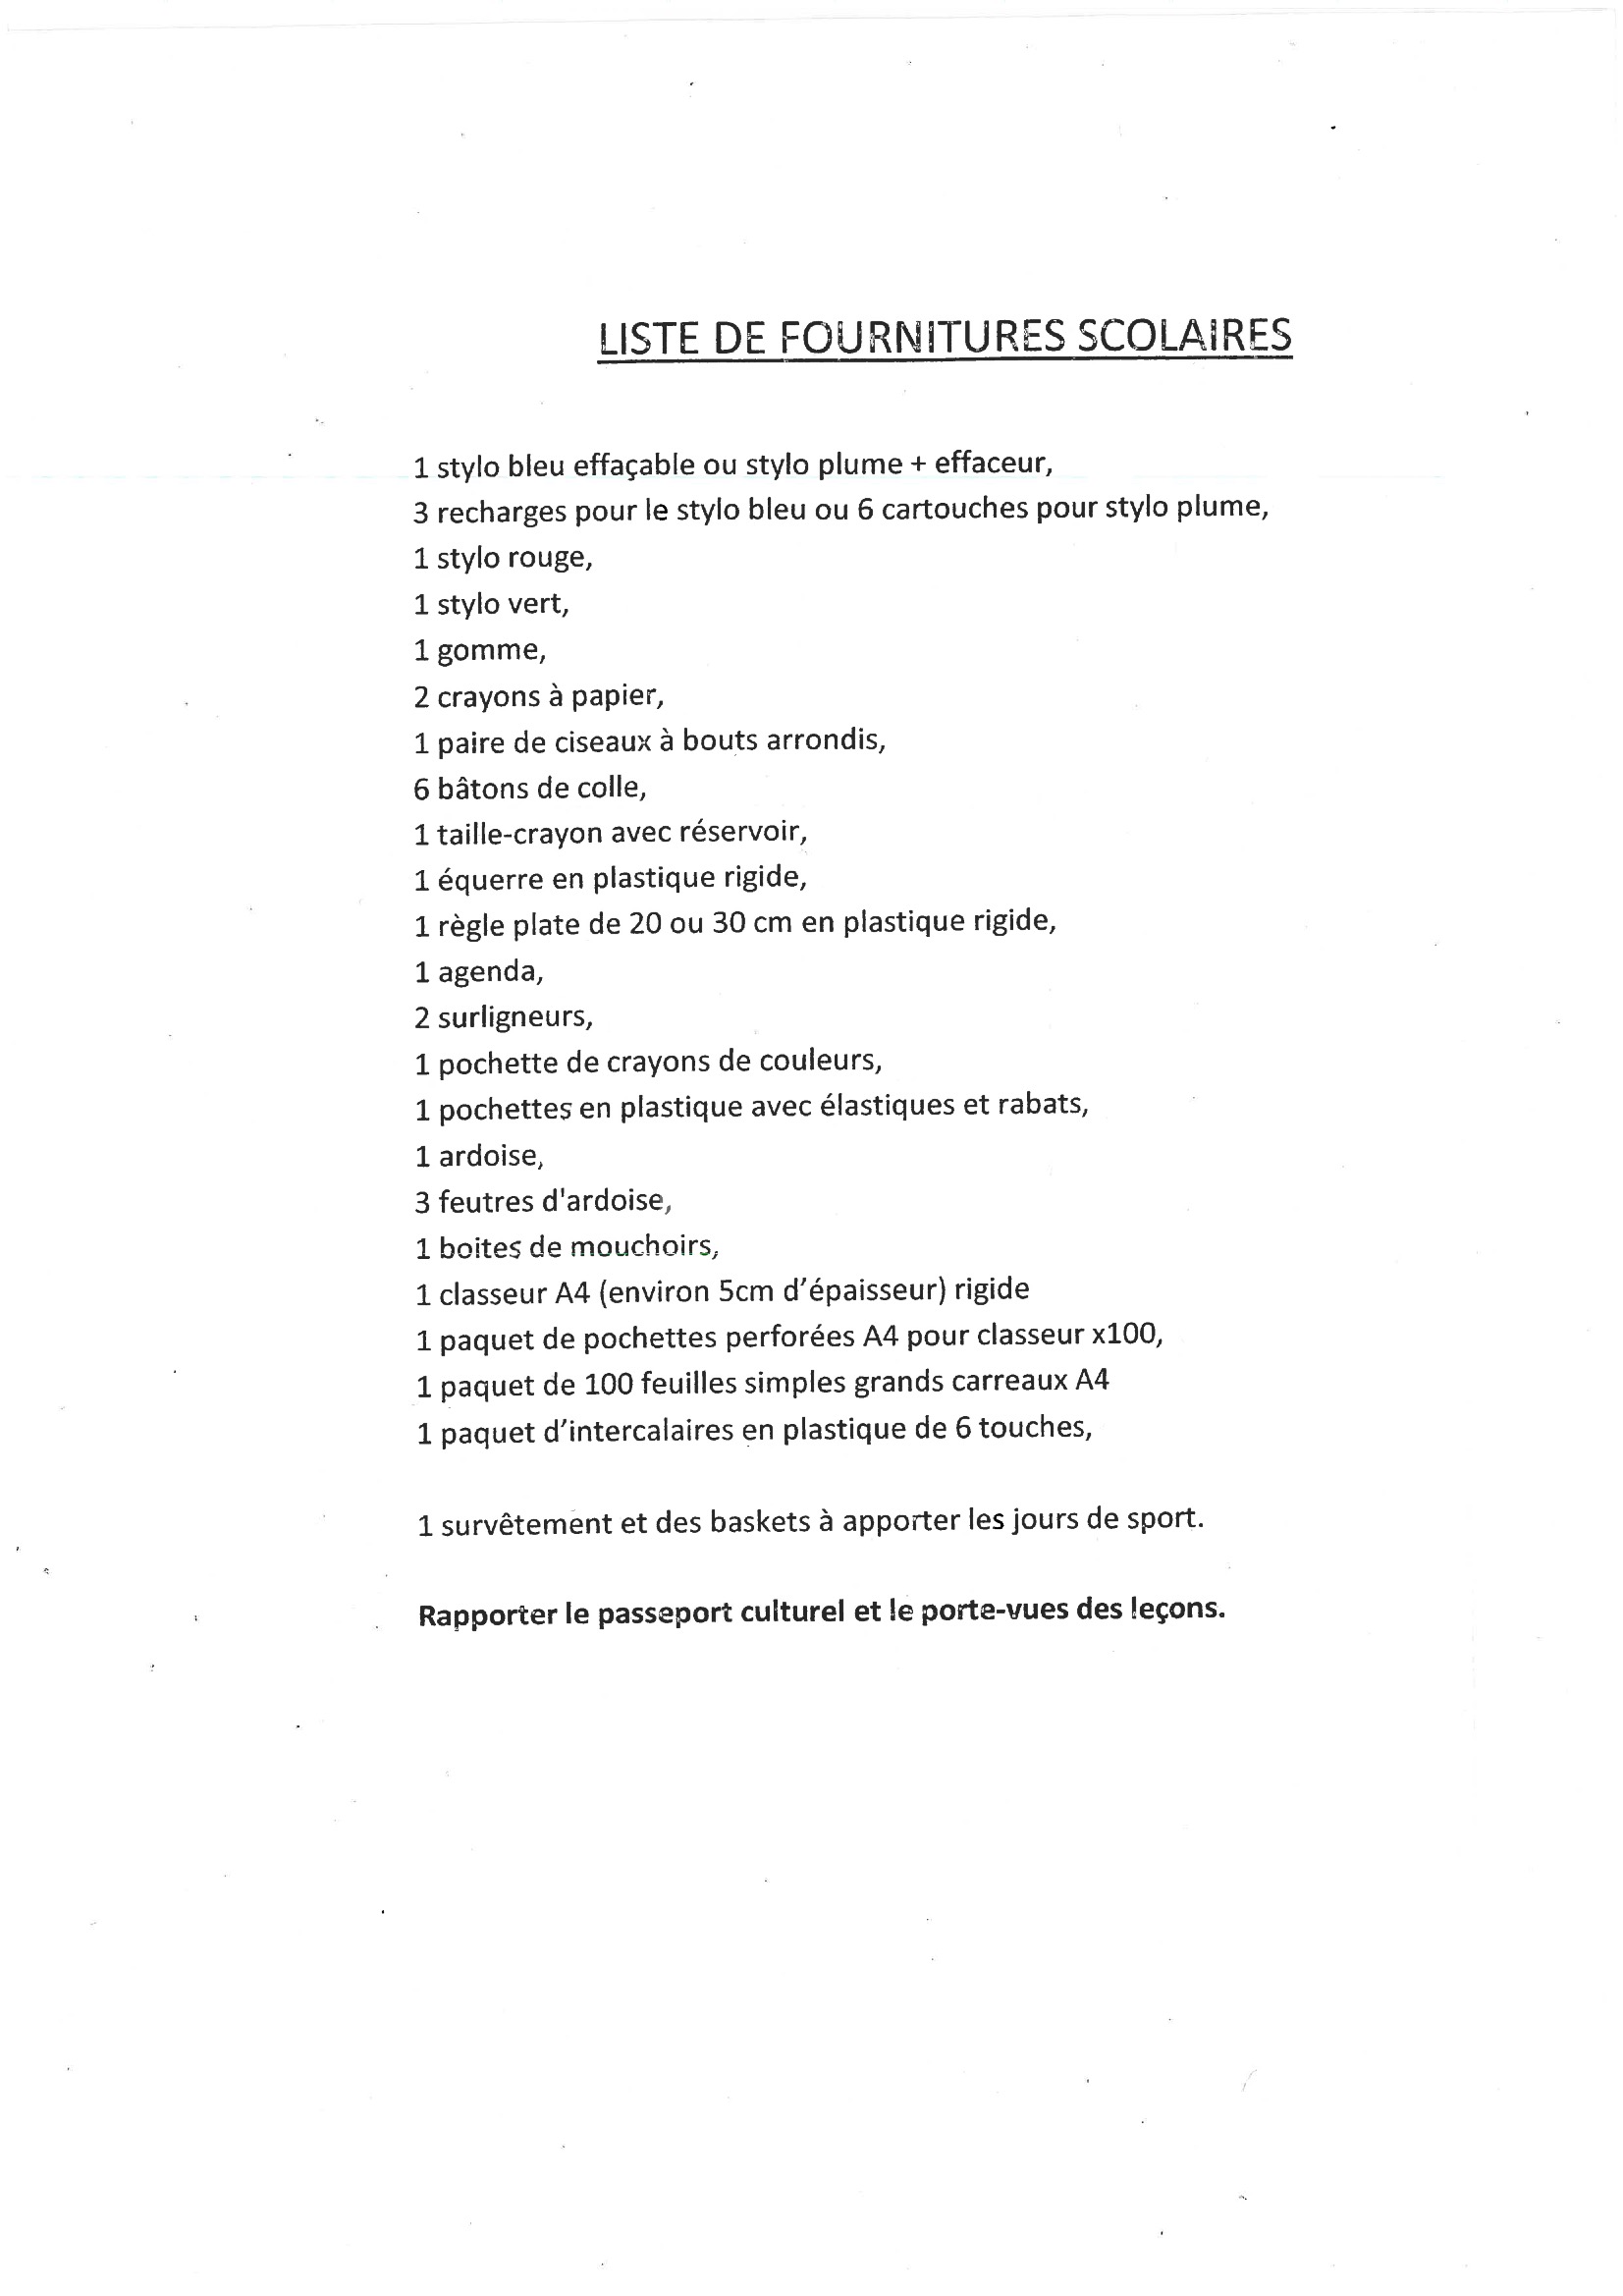 LISTE DE FOURNITURES SCOLAIRES
1 stylo bleu effaçable ou stylo plume + effaceur,
3 recharges pour le stylo bleu ou 6 cartouches pour stylo plume,
1 stylo rouge,
1 stylo vert,
1 gomme,
2 crayons à papier,
1 paire de ciseaux à bouts arrondis,
6 bâtons de colle,
1 taille-crayon avec réservoir,
1 équerre en plastique rigide,
1 règle plate de 20 ou 30 cm en plastique rigide,
1 agenda,
2 surligneurs,
1 pochette de crayons de couleurs,
1 pochettes en plastique avec élastiques et rabats,
1 ardoise,
3 feutres d'ardoise,
1 boites de mouchoirs,
1 classeur A4 (environ 5cm d’épaisseur) rigide
1 paquet de pochettes perforées A4 pour classeur x100,
1 paquet de 100 feuilles simples grands carreaux A4
1 paquet d’intercalaires en plastique de 6 touches,
1 survêtement et des baskets à apporter les jours de sport.
Rapporter le passeport culturel et le porte-vues des leçons.